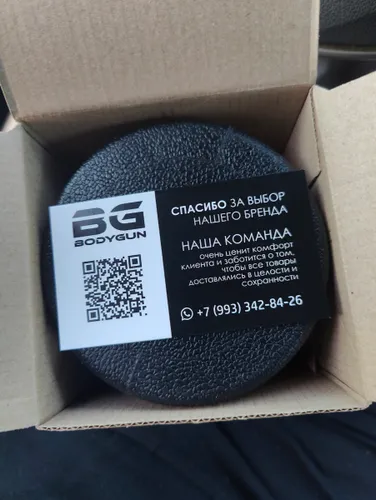 BG
BODYGUN
СПАСИБО ЗА ВЫБОР
НАШЕГО БРЕНДА
НАША КОМАНДА
очень ценит комфорт
клиента и заботится о том,
чтобы все товары
доставлялись в целости и
сохранности
+7 (993) 342-84-26